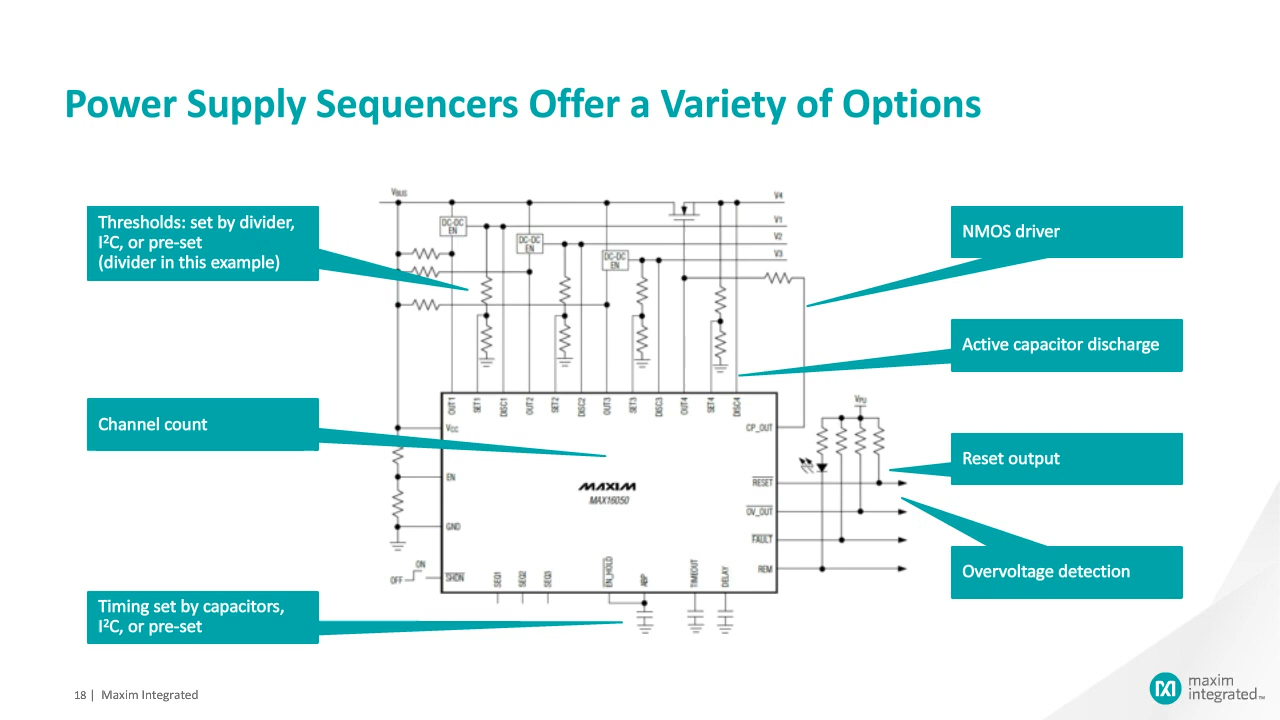 Power Supply Sequencers Offer a Variety of Options
Thresholds: set by divider,
I²C, or pre-set
(divider in this example)
Channel count
Timing set by capacitors,
I²C, or pre-set
VBUS
V4
V1
V2
V3
DC-DC
EN
DC-DC
EN
DC-DC
EN
OUT1
SET1
DISC1
OUT2
SET2
DISC2
OUT3
SET3
DISC3
OUT4
SET4
DISC4
VCC
EN
GND
SHDN
ON
OFF
CP_OUT
RESET
OV_OUT
FAULT
REM
VPU
MAXIM
MAX16050
SEQ1
SEQ2
SEQ3
EN_HOLD
ABP
TIMEOUT
DELAY
NMOS driver
Active capacitor discharge
Reset output
Overvoltage detection
18 | Maxim Integrated
maxim
integrated™